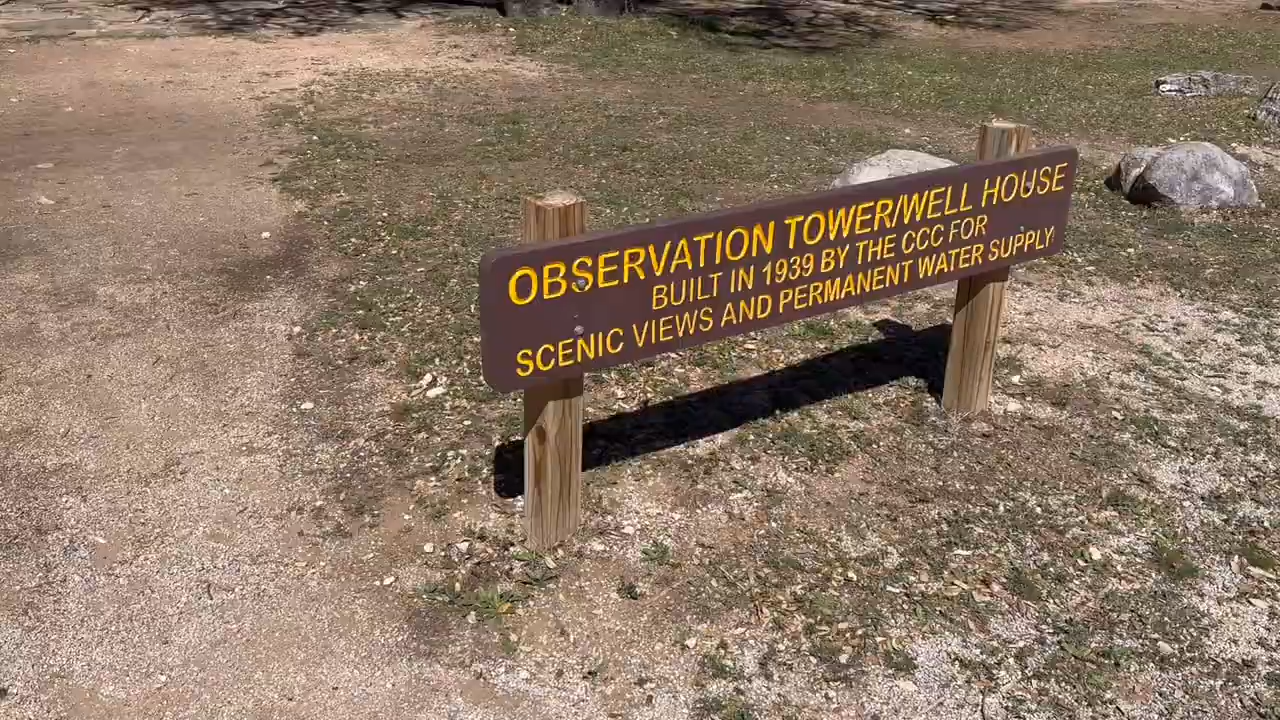 OBSERVATION TOWER/WELL HOUSE
BUILT IN 1939 BY THE CCC FOR
SCENIC VIEWS AND PERMANENT WATER SUPPLY